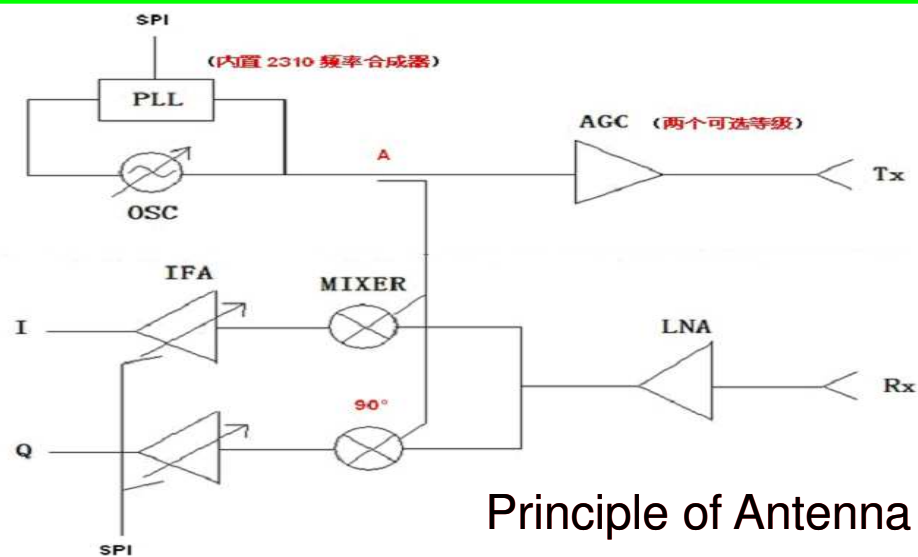 SPI
(内置 2310 频率合成器)
PLL
AGC (两个可选等级)
A
Tx
OSC
IFA
MIXER
I
LNA
Rx
90°
Q
Principle of Antenna
SPI